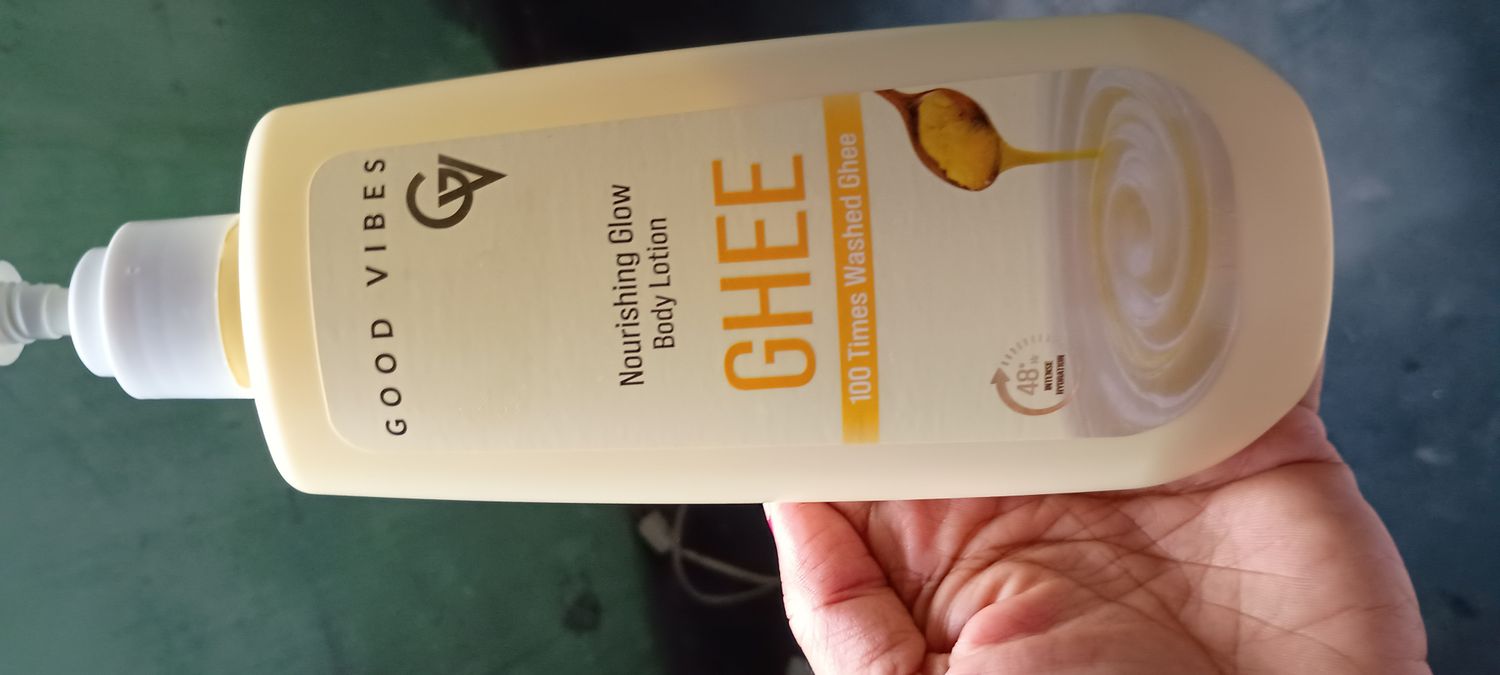 GOOD VIBES
Nourishing Glow
Body Lotion
GHEE
100 Times Washed Ghee
48*
INTENSE
HYDRATION